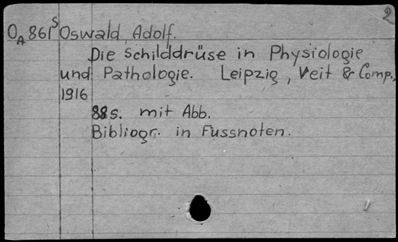 2
OA 861S Oswald Adolf.
Die Schilddrüse in Physiologie
und Pathologie. Leipzig, Veit & Comp.,
1916
88s. mit Abb.
Bibliogr. in Fussnoten.